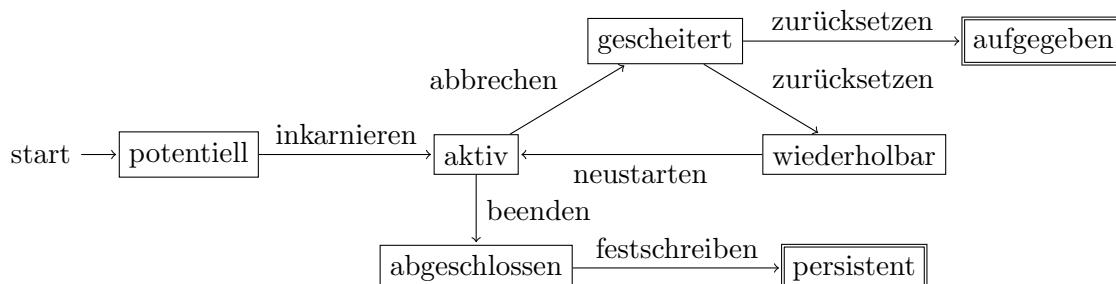 zurücksetzen
gescheitert
aufgegeben
abbrechen
zurücksetzen
start
potentiell
inkarnieren
aktiv
neustarten
wiederholbar
beenden
abgeschlossen
festschreiben
persistent